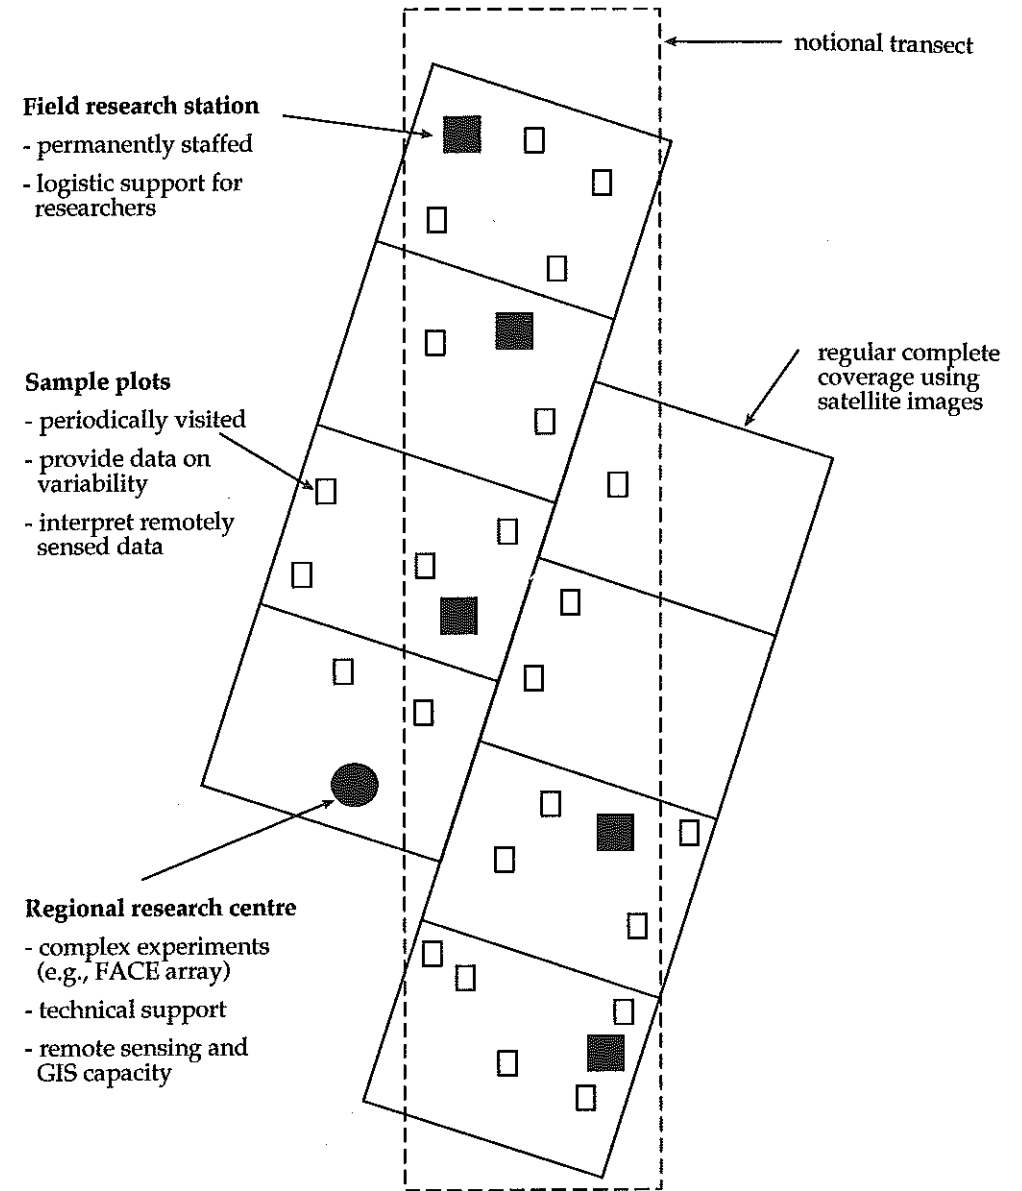 notional transect
Field research station
- permanently staffed
- logistic support for
researchers
regular complete
coverage using
satellite images
Sample plots
- periodically visited
- provide data on
variability
- interpret remotely
sensed data
Regional research centre
- complex experiments
(e.g., FACE array)
- technical support
- remote sensing and
GIS capacity